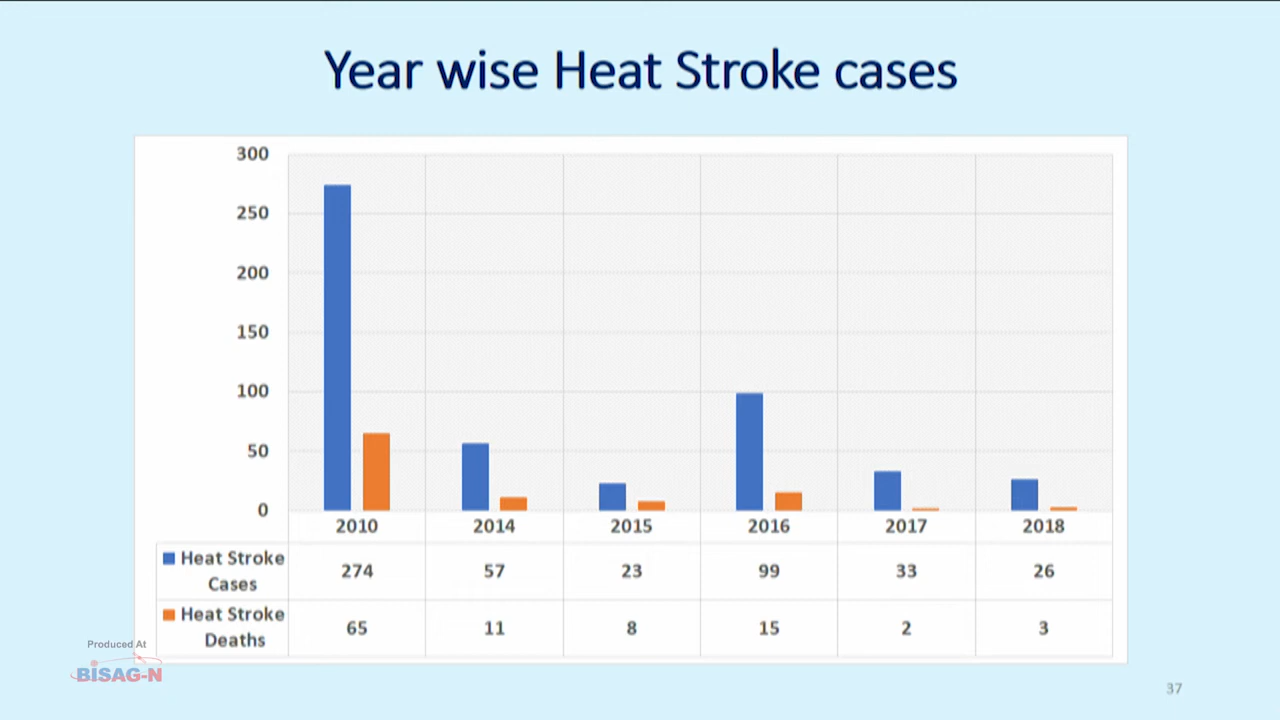 Year wise Heat Stroke cases
300
250
200
150
100
50
0
2010 2014 2015 2016 2017 2018
Heat Stroke Cases 274 57 23 99 33 26
Heat Stroke Deaths 65 11 8 15 2 3
Produced At
BISAG-N
37